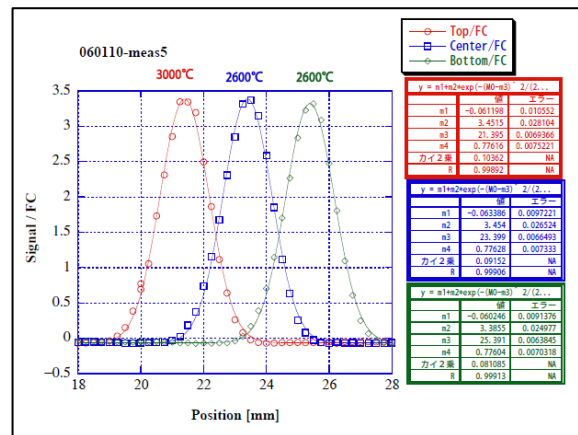 060110-meas5
3000℃
2600℃
2600℃
Top/FC
Center/FC
Bottom/FC
Signal / FC
3.5
3
2.5
2
1.5
1
0.5
0
−0.5
18
20
22
24
26
28
Position [mm]
y = m1+m2*exp(-(M0-m3)^2/(2...
値 エラー
m1 -0.061198 0.010552
m2 3.4515 0.028104
m3 21.395 0.0069366
m4 0.77616 0.0075221
カイ2乗 0.10362 NA
R 0.99892 NA
y = m1+m2*exp(-(M0-m3)^2/(2...
値 エラー
m1 -0.063386 0.0097221
m2 3.454 0.026524
m3 23.399 0.0066493
m4 0.77628 0.007333
カイ2乗 0.09152 NA
R 0.99906 NA
y = m1+m2*exp(-(M0-m3)^2/(2...
値 エラー
m1 -0.060246 0.0091376
m2 3.3855 0.024977
m3 25.391 0.0063845
m4 0.77604 0.0070318
カイ2乗 0.081085 NA
R 0.99913 NA